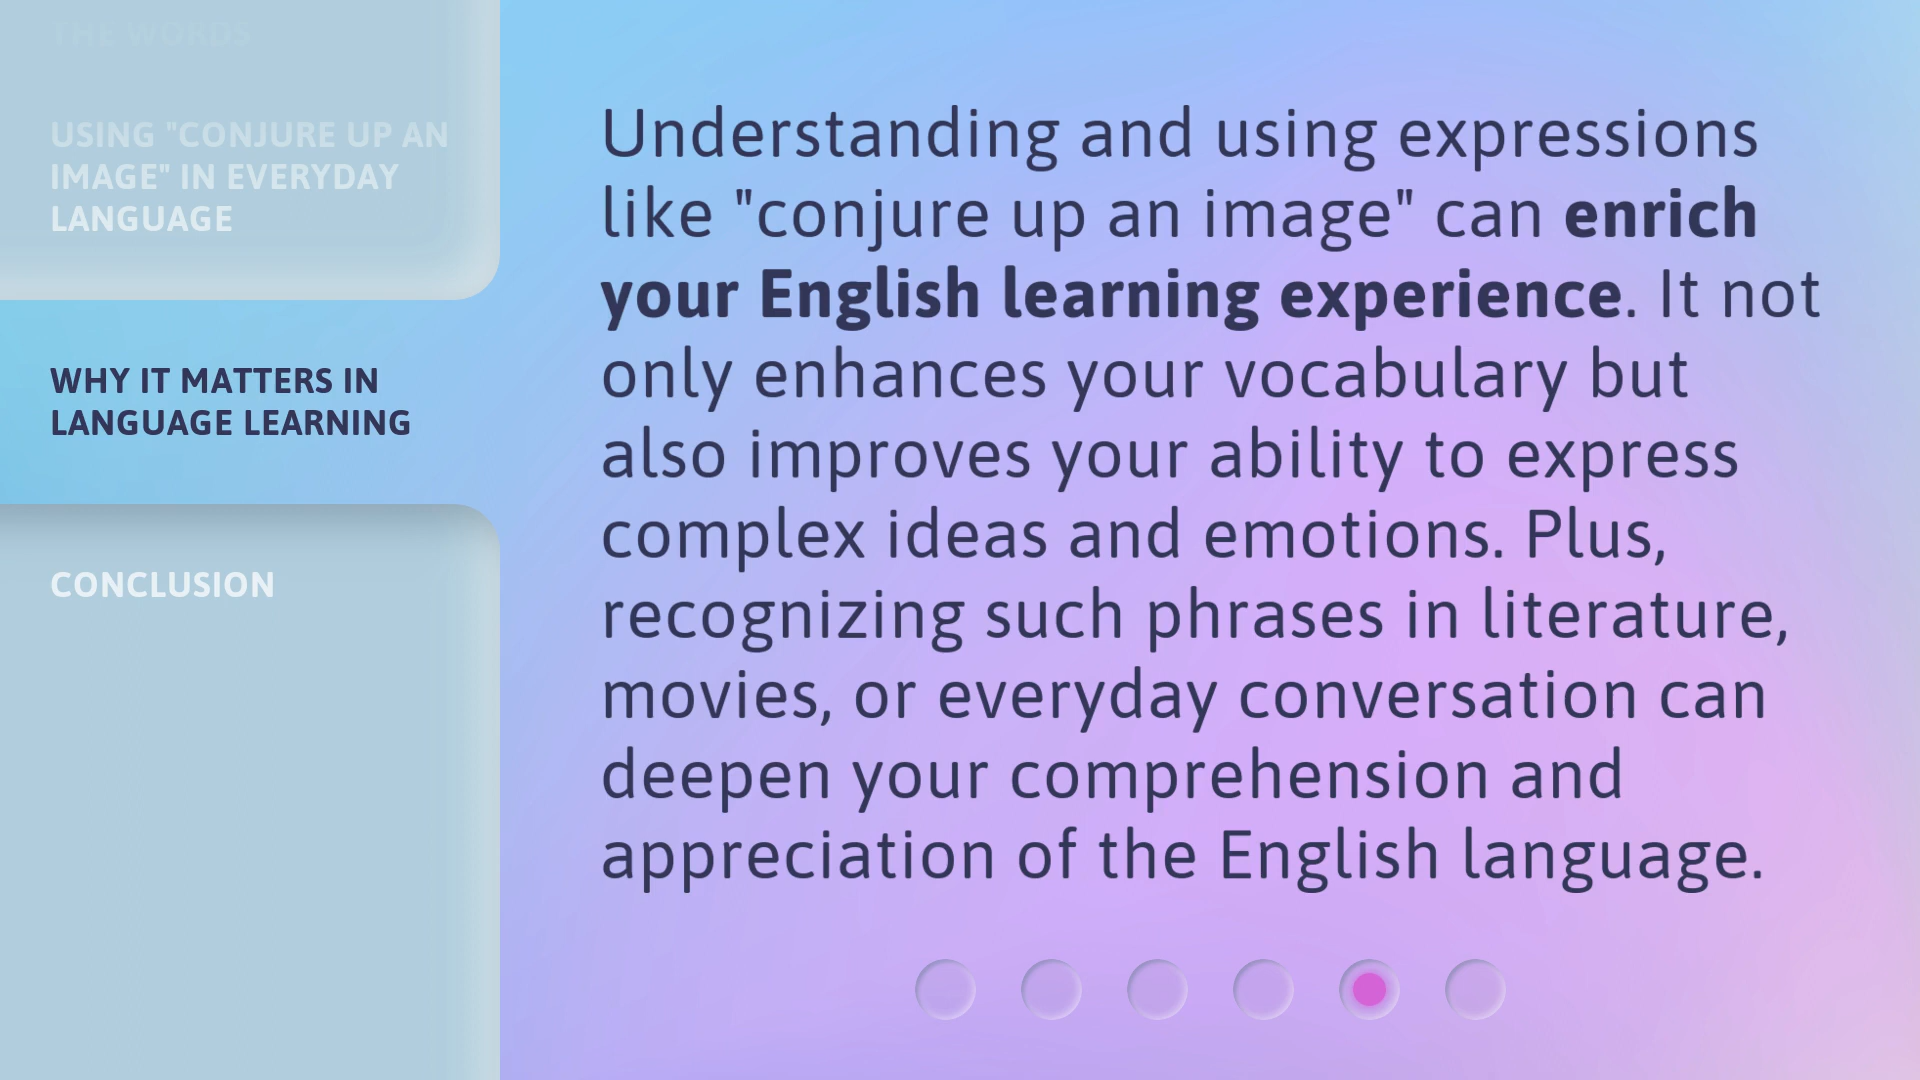 THE WORDS
USING "CONJURE UP AN
IMAGE" IN EVERYDAY
LANGUAGE
WHY IT MATTERS IN
LANGUAGE LEARNING
CONCLUSION
Understanding and using expressions
like "conjure up an image" can enrich
your English learning experience. It not
only enhances your vocabulary but
also improves your ability to express
complex ideas and emotions. Plus,
recognizing such phrases in literature,
movies, or everyday conversation can
deepen your comprehension and
appreciation of the English language.